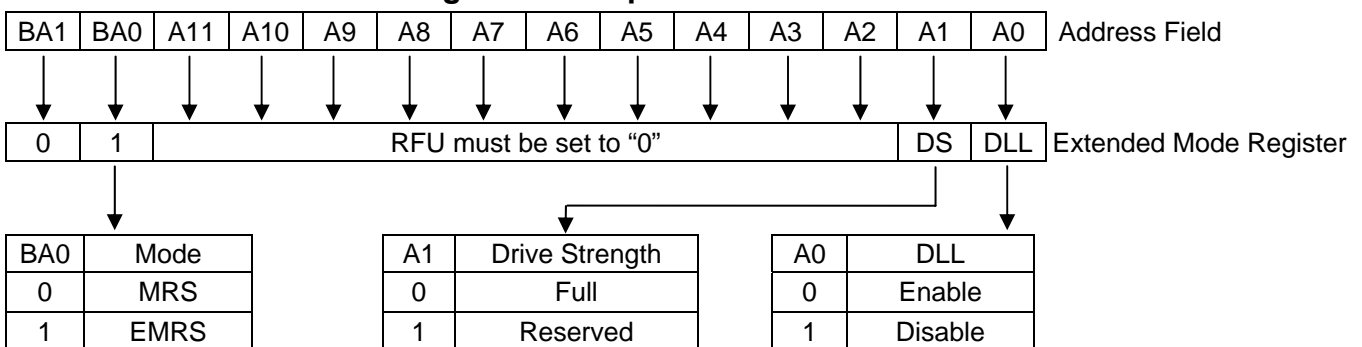 BA1 BA0 A11 A10 A9 A8 A7 A6 A5 A4 A3 A2 A1 A0 Address Field
0 1 RFU must be set to “0” DS DLL Extended Mode Register
BA0 Mode A1 Drive Strength A0 DLL
0 MRS 0 Full 0 Enable
1 EMRS 1 Reserved 1 Disable